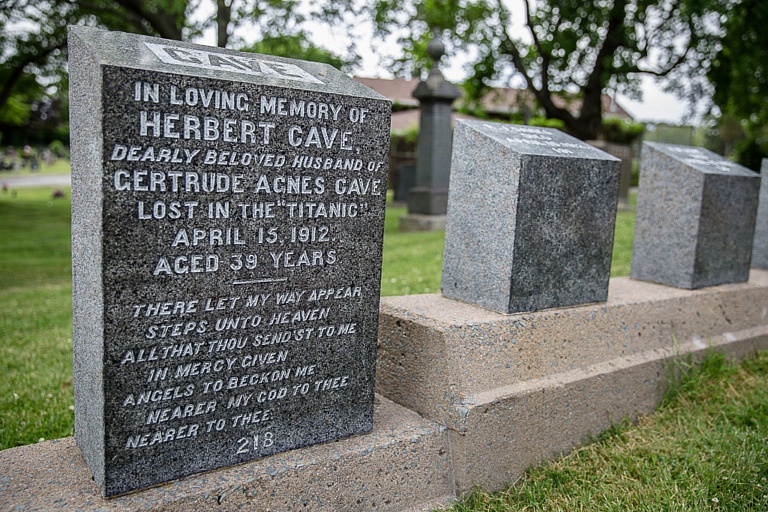 CAVE
IN LOVING MEMORY OF
HERBERT CAVE.
DEARLY BELOVED HUSBAND OF
GERTRUDE AGNES CAVE
LOST IN THE "TITANIC"
APRIL 15, 1912.
AGED 39 YEARS
THERE LET MY WAY APPEAR
STEPS UNTO HEAVEN
ALL THAT THOU SEND'ST TO ME
IN MERCY GIVEN
ANGELS TO BECKON ME
NEARER MY GOD TO THEE
NEARER TO THEE.
218